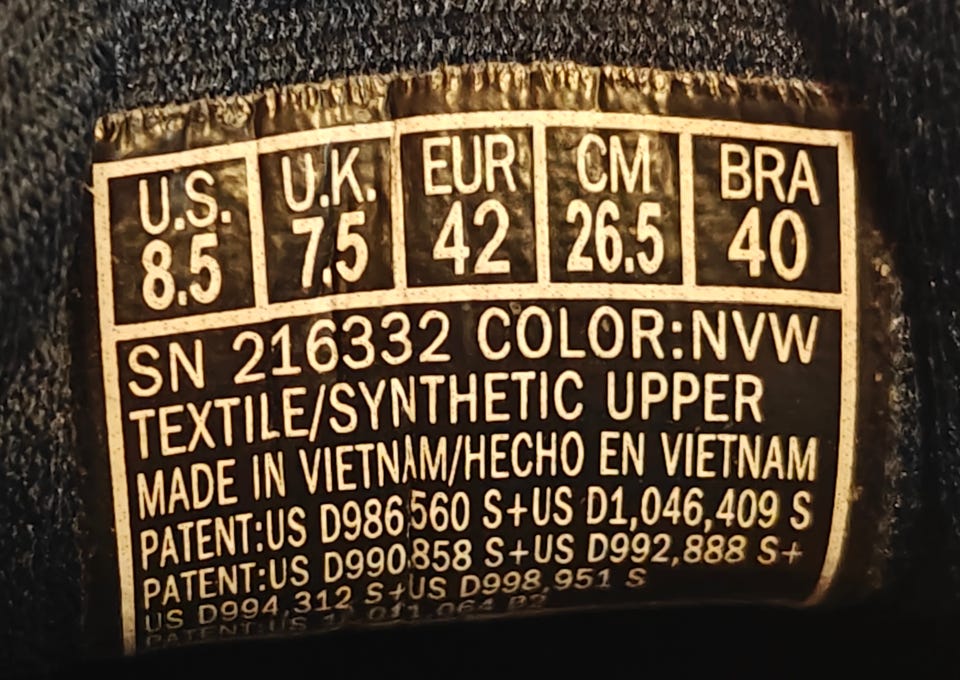 U.S. U.K. EUR CM BRA
8.5 7.5 42 26.5 40
SN 216332 COLOR:NVW
TEXTILE/SYNTHETIC UPPER
MADE IN VIETNAM/HECHO EN VIETNAM
PATENT:US D986,560 S+US D1,046,409 S
PATENT:US D990,858 S+US D992,888 S+
US D994,312 S+US D998,951 S
PATENT:US